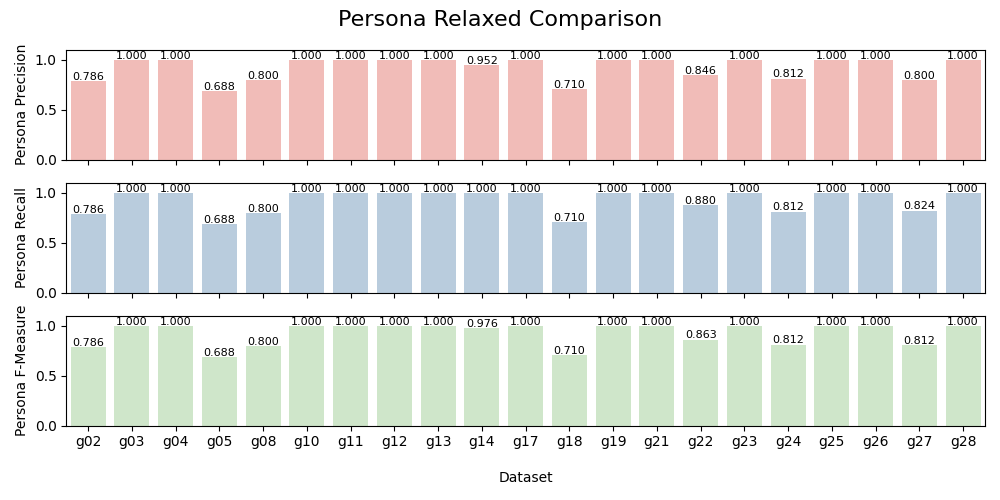 Persona Relaxed Comparison
Persona Precision
1.0
0.5
0.0
0.786 1.000 1.000 0.688 0.800 1.000 1.000 1.000 1.000 0.952 1.000 0.710 1.000 1.000 0.846 1.000 0.812 1.000 1.000 0.800 1.000
Persona Recall
1.0
0.5
0.0
0.786 1.000 1.000 0.688 0.800 1.000 1.000 1.000 1.000 1.000 1.000 0.710 1.000 1.000 0.880 1.000 0.812 1.000 1.000 0.824 1.000
Persona F-Measure
1.0
0.5
0.0
0.786 1.000 1.000 0.688 0.800 1.000 1.000 1.000 1.000 0.976 1.000 0.710 1.000 1.000 0.863 1.000 0.812 1.000 1.000 0.812 1.000
g02 g03 g04 g05 g08 g10 g11 g12 g13 g14 g17 g18 g19 g21 g22 g23 g24 g25 g26 g27 g28
Dataset